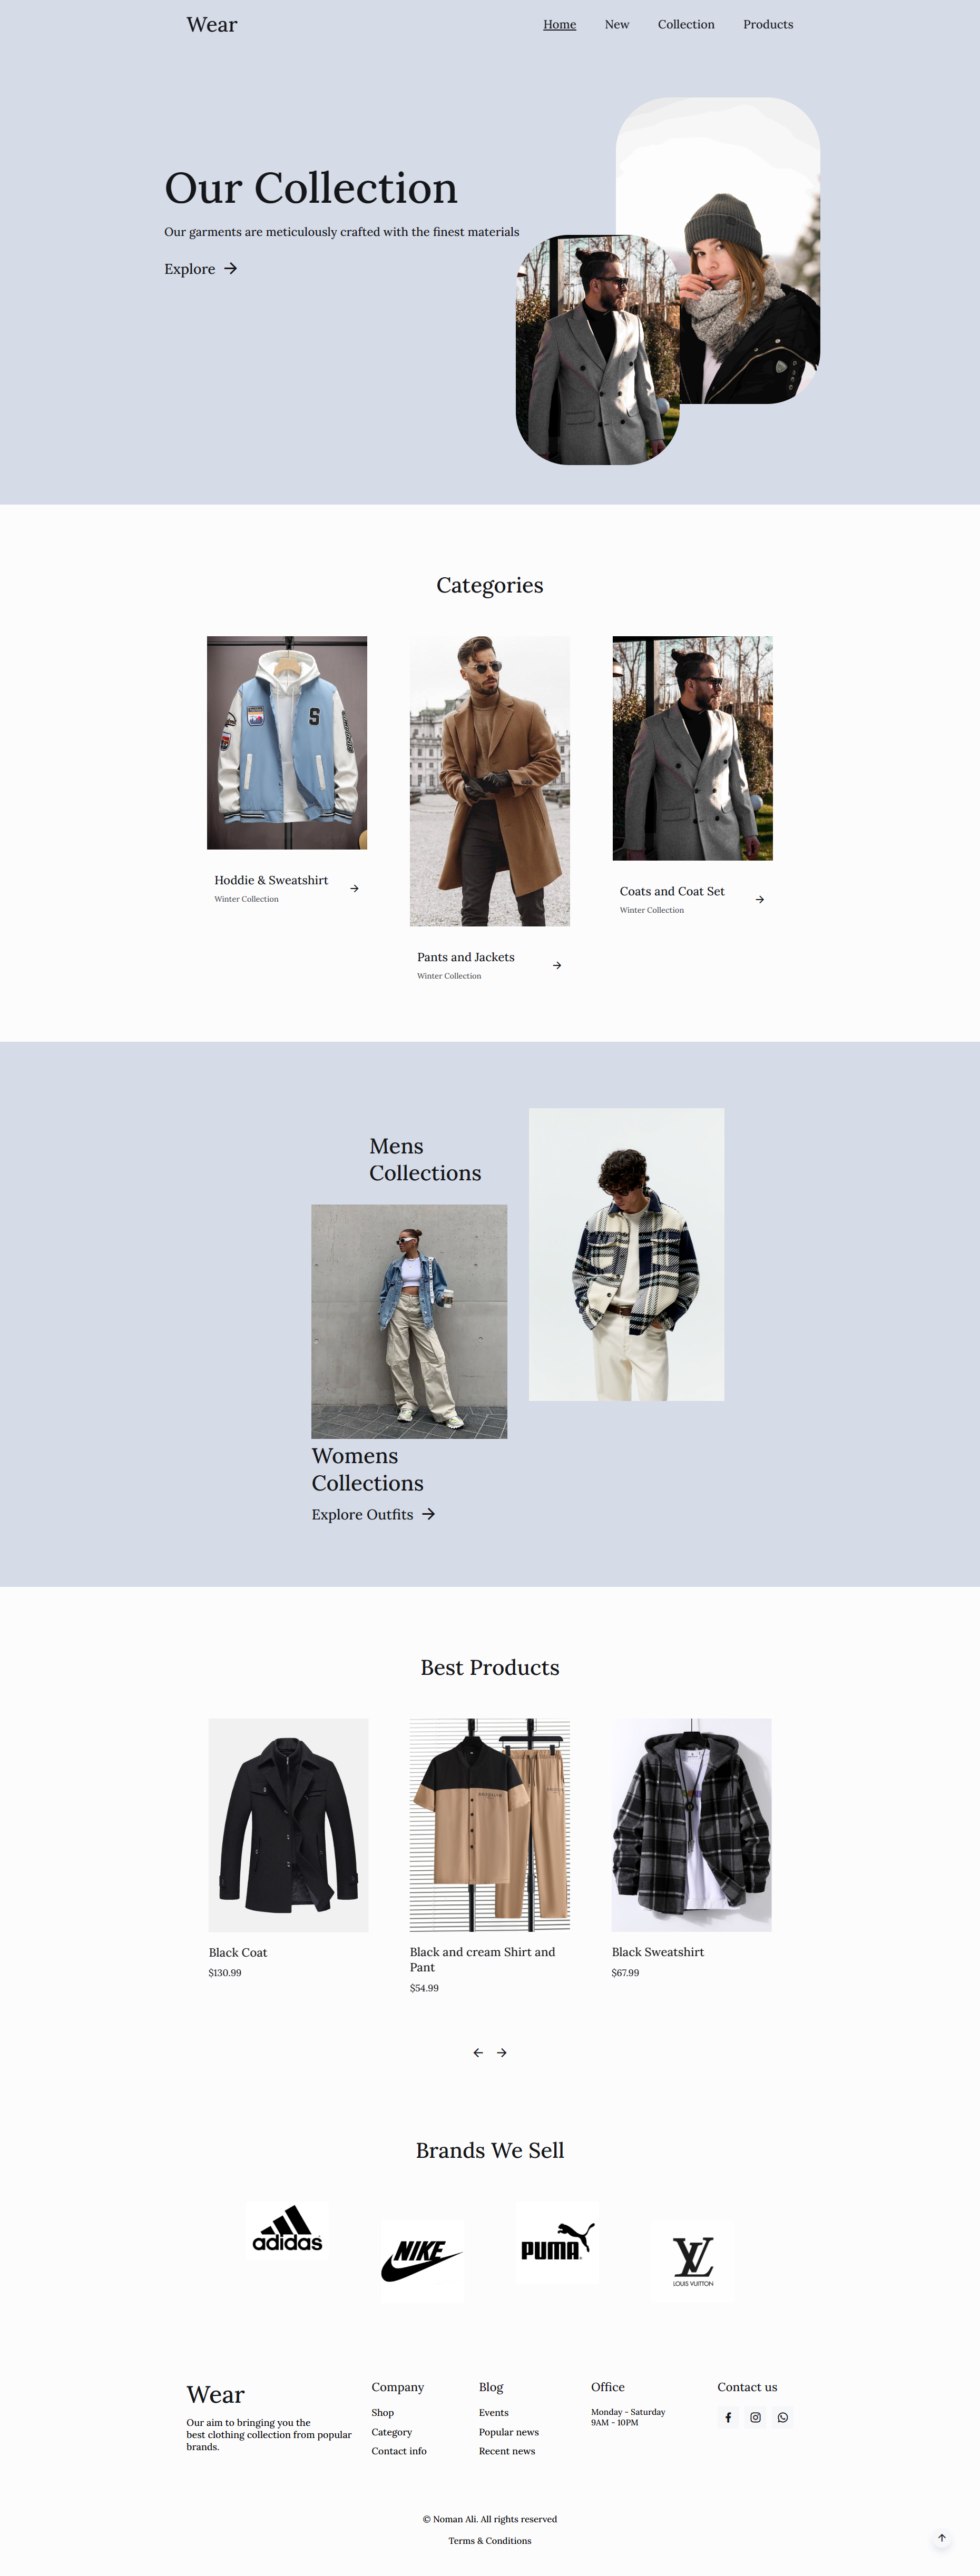 Wear
Home New Collection Products
Our Collection
Our garments are meticulously crafted with the finest materials
Explore
Categories
S
Hoddie & Sweatshirt
Winter Collection
Pants and Jackets
Winter Collection
Coats and Coat Set
Winter Collection
Mens
Collections
Womens
Collections
Explore Outfits
Best Products
Black Coat
$130.99
Black and cream Shirt and
Pant
$54.99
Black Sweatshirt
$67.99
Brands We Sell
adidas
NIKE
PUMA
LV
LOUIS VUITTON
Wear
Our aim to bringing you the
best clothing collection from popular
brands.
Company
Shop
Category
Contact info
Blog
Events
Popular news
Recent news
Office
Monday - Saturday
9AM - 10PM
Contact us
© Noman Ali. All rights reserved
Terms & Conditions